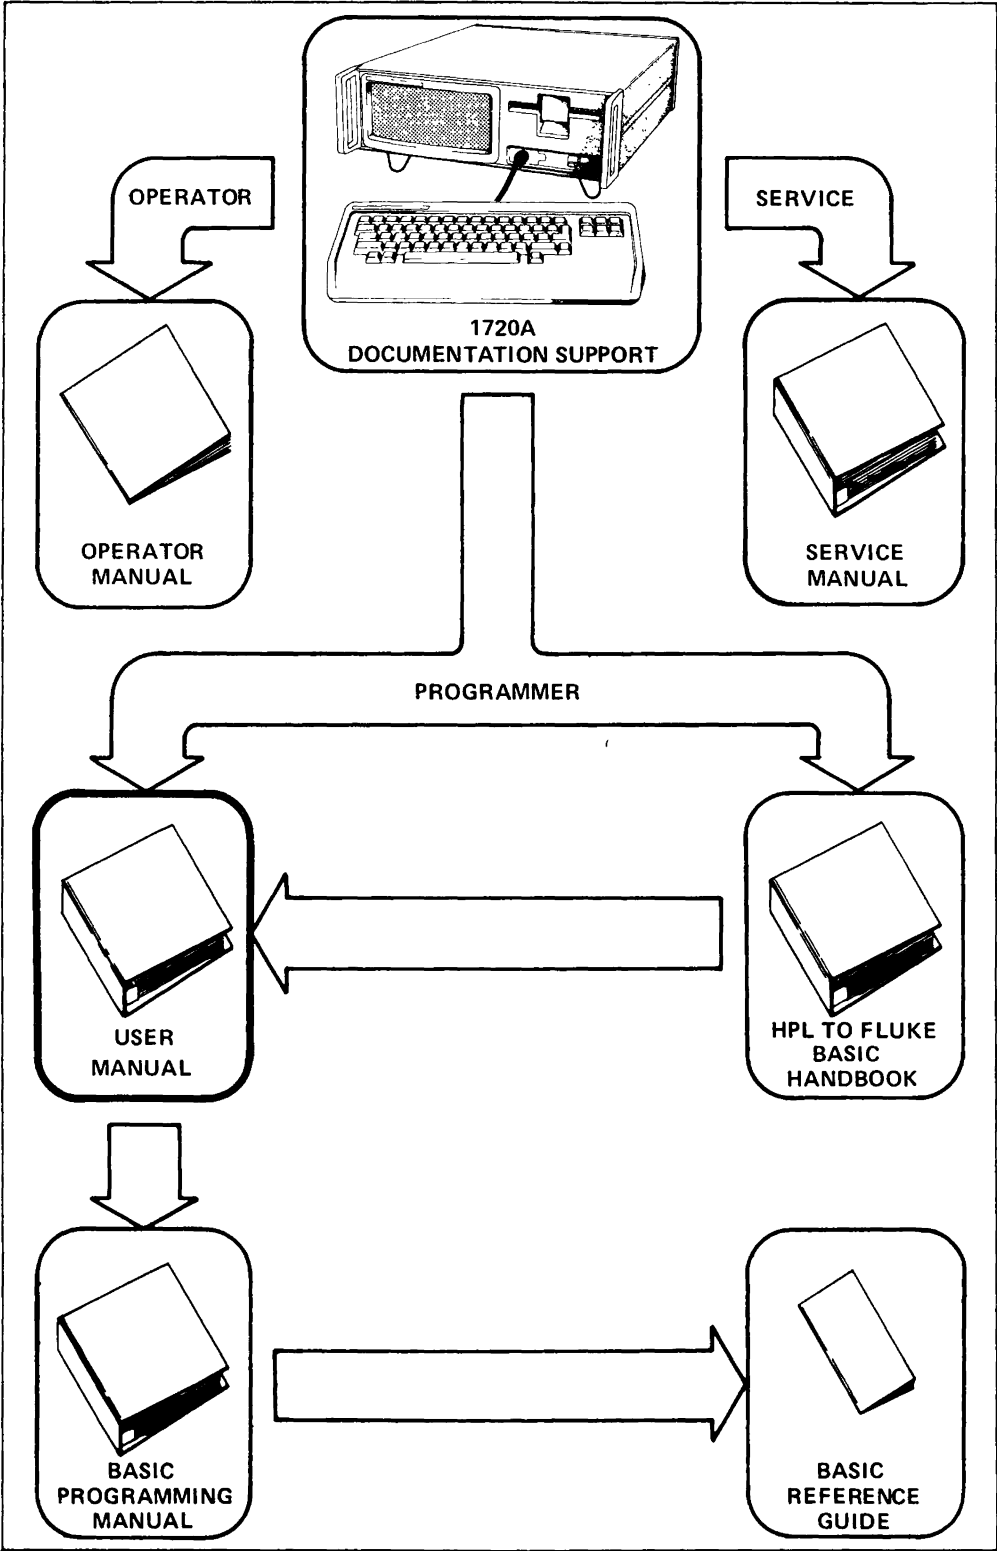 OPERATOR
SERVICE
1720A
DOCUMENTATION SUPPORT
OPERATOR
MANUAL
SERVICE
MANUAL
PROGRAMMER
USER
MANUAL
HPL TO FLUKE
BASIC
HANDBOOK
BASIC
PROGRAMMING
MANUAL
BASIC
REFERENCE
GUIDE